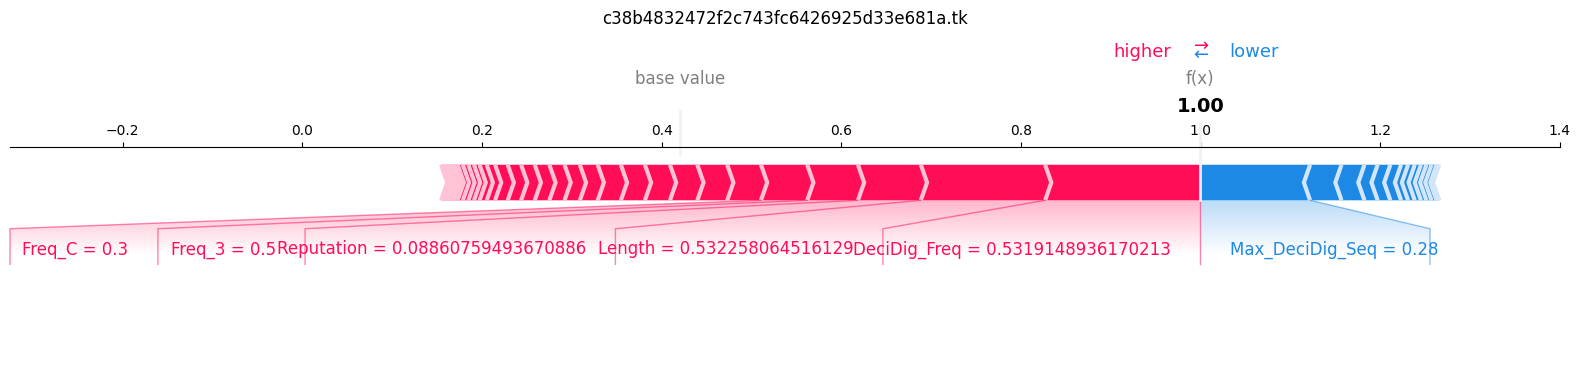 c38b4832472f2c743fc6426925d33e681a.tk
higher ⇄ lower
base value f(x)
1.00
−0.2 0.0 0.2 0.4 0.6 0.8 1.0 1.2 1.4
Freq_C = 0.3 Freq_3 = 0.5 Reputation = 0.08860759493670886 Length = 0.532258064516129 DeciDig_Freq = 0.5319148936170213 Max_DeciDig_Seq = 0.28